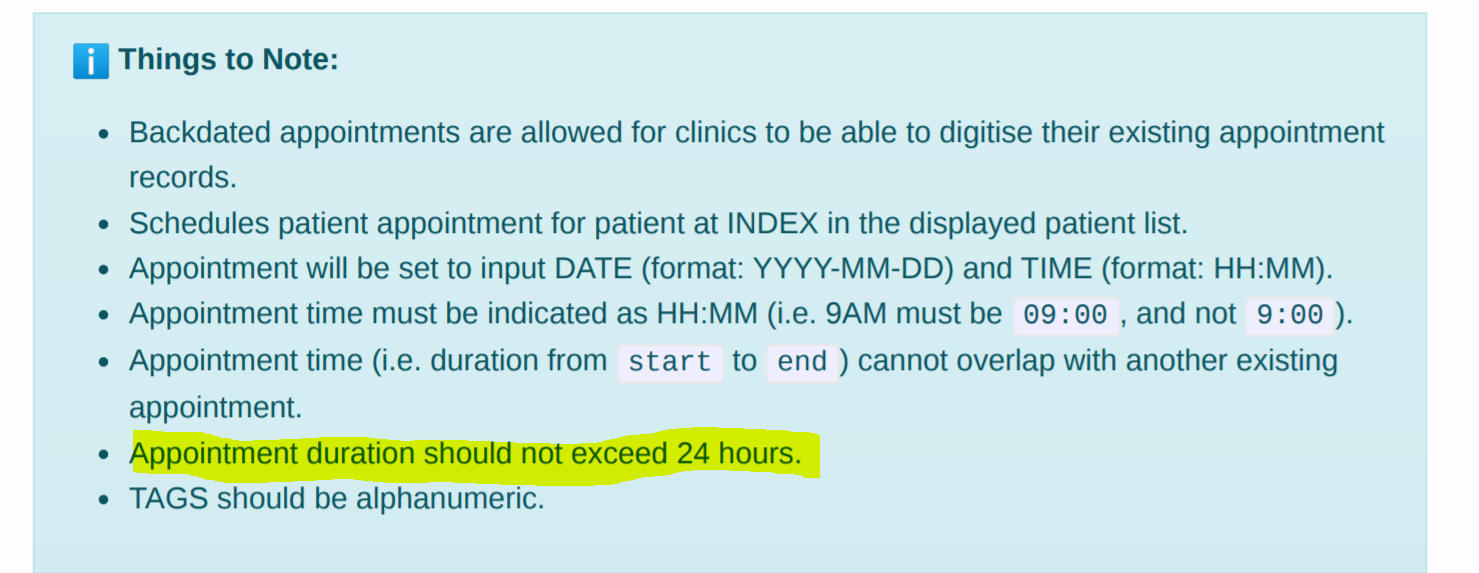 Things to Note:
• Backdated appointments are allowed for clinics to be able to digitise their existing appointment
records.
• Schedules patient appointment for patient at INDEX in the displayed patient list.
• Appointment will be set to input DATE (format: YYYY-MM-DD) and TIME (format: HH:MM).
• Appointment time must be indicated as HH:MM (i.e. 9AM must be 09:00 , and not 9:00 ).
• Appointment time (i.e. duration from start to end ) cannot overlap with another existing
appointment.
• Appointment duration should not exceed 24 hours.
• TAGS should be alphanumeric.